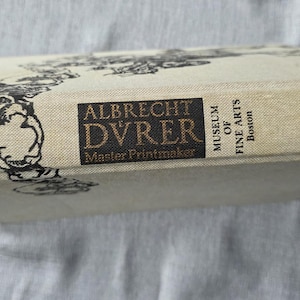 ALBRECHT
DVRER
Master Printmaker
MUSEUM
OF
FINE ARTS
Boston